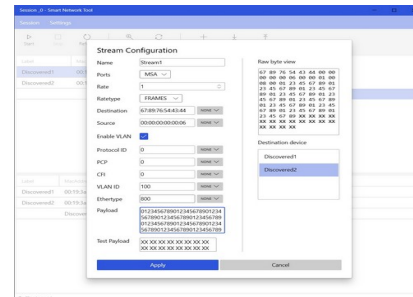 Session_0 - Smart Network Tool
Session Settings
Stream Configuration
Name Stream1
Ports MSA
Rate 1
Ratetype FRAMES
Destination 67:89:76:54:43:44 NONE
Source 00:00:00:00:00:06 NONE
Enable VLAN
Protocol ID 0 NONE
PCP 0 NONE
CFI 0 NONE
VLAN ID 100 NONE
Ethertype 800 NONE
Payload 0123456789012345678901234
5678901234567890123456789
0123456789012345678901234
5678901234567890123456789
Test Payload XX XX XX XX XX XX XX XX
XX XX XX XX XX XX XX XX
Apply
Raw byte view
67 89 76 54 43 44 00 00
00 00 00 06 00 00 01 00
08 00 01 23 45 67 89 01
23 45 67 89 01 23 45 67
89 01 23 45 67 89 01 23
45 67 89 01 23 45 67 89
01 23 45 67 89 01 23 45
67 89 01 23 45 67 89 01
23 45 67 89 XX XX XX XX
XX XX XX XX XX XX XX XX
XX XX XX XX
Destination device
Discovered1
Discovered2
Cancel
Discovered1
Discovered2
Discovered1
Discovered2